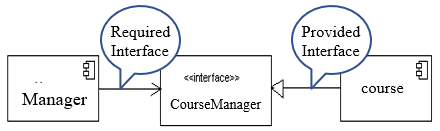 Required
Interface
Provided
Interface
Manager
<<interface>>
CourseManager
course